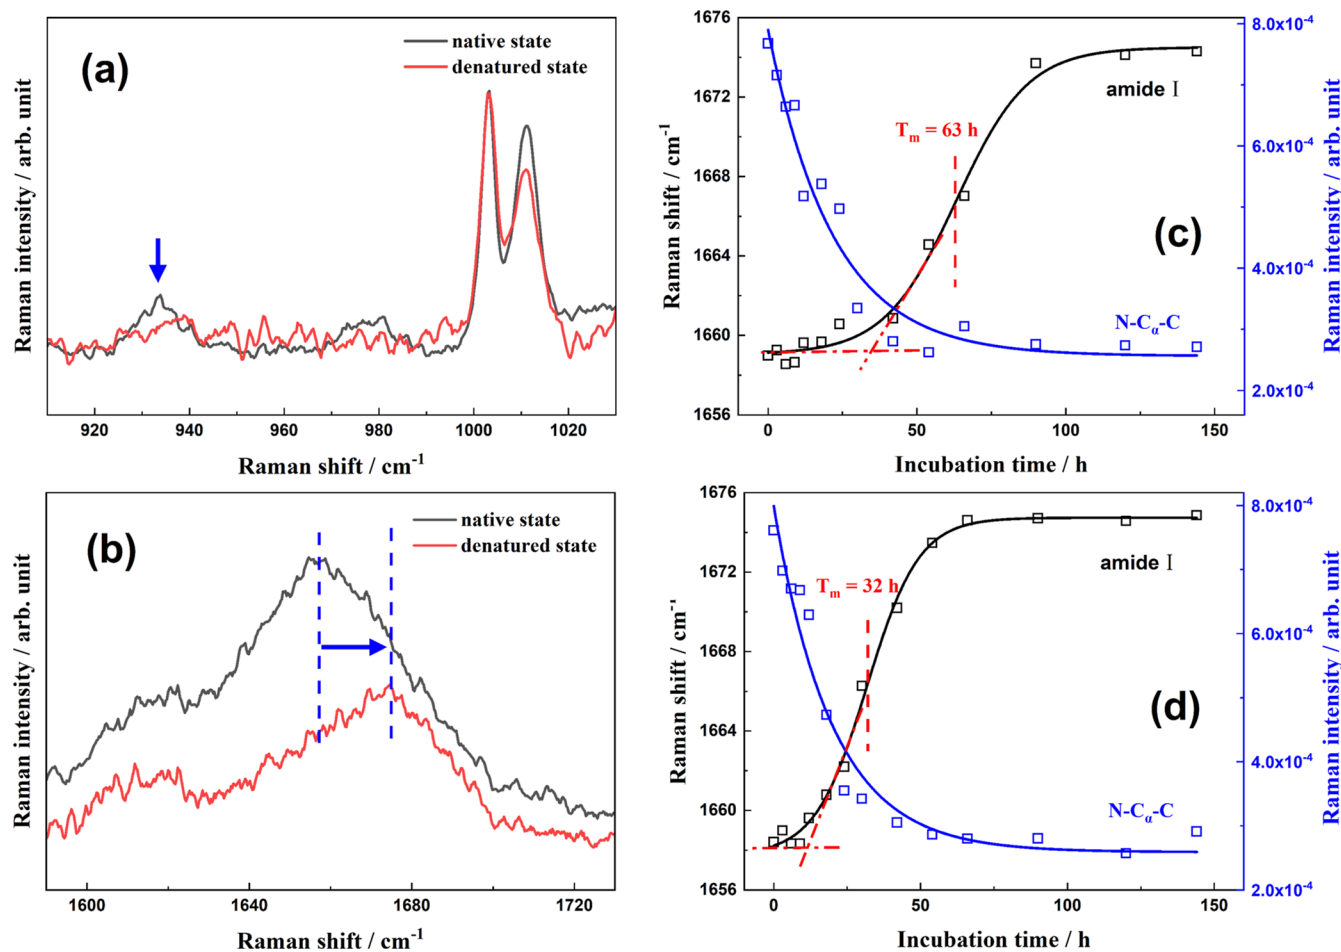 (a)
native state
denatured state
Raman intensity / arb. unit
920 940 960 980 1000 1020
Raman shift / cm⁻¹
(b)
native state
denatured state
Raman intensity / arb. unit
1600 1640 1680 1720
Raman shift / cm⁻¹
(c)
1676
1672
1668
1664
1660
1656
Raman shift / cm⁻¹
Tₘ = 63 h
amide Ⅰ
N-Cα-C
8.0x10⁻⁴
6.0x10⁻⁴
4.0x10⁻⁴
2.0x10⁻⁴
Raman intensity / arb. unit
0 50 100 150
Incubation time / h
(d)
1676
1672
1668
1664
1660
1656
Raman shift / cm⁻¹
Tₘ = 32 h
amide Ⅰ
N-Cα-C
8.0x10⁻⁴
6.0x10⁻⁴
4.0x10⁻⁴
2.0x10⁻⁴
Raman intensity / arb. unit
0 25 50 75 100 125 150
Incubation time / h